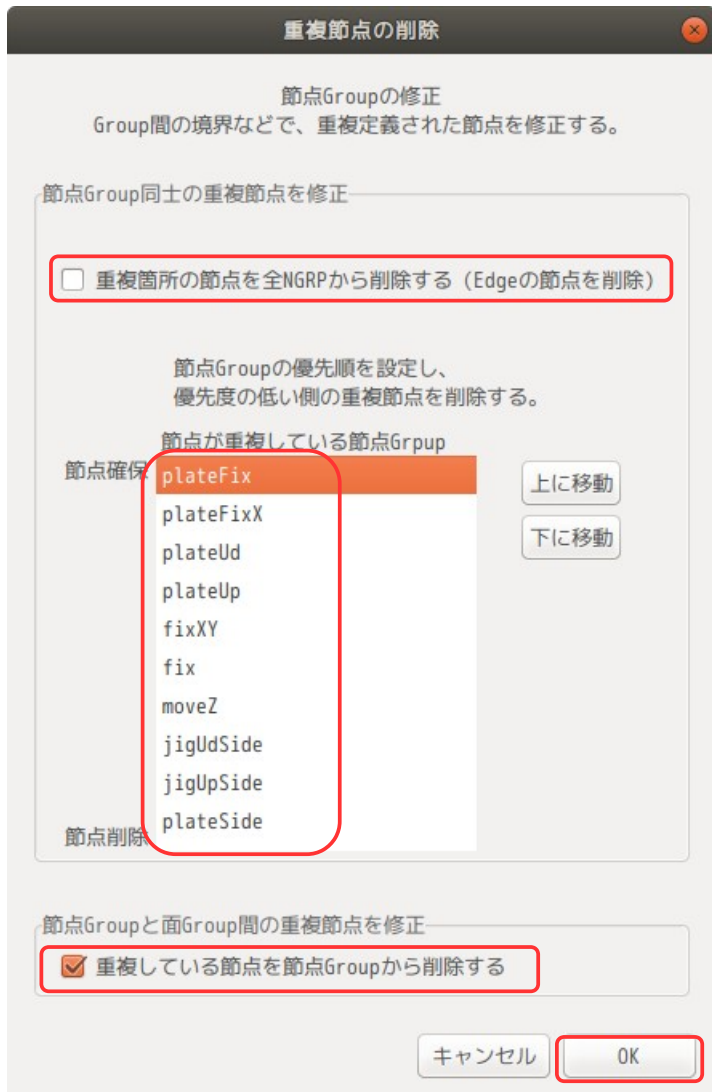 重複節点の削除
節点Groupの修正
Group間の境界などで、重複定義された節点を修正する。
節点Group同士の重複節点を修正
重複箇所の節点を全NGRPから削除する (Edgeの節点を削除)
節点Groupの優先順を設定し、
優先度の低い側の重複節点を削除する。
節点が重複している節点Grpup
節点確保
plateFix
plateFixX
plateUd
plateUp
fixXY
fix
moveZ
jigUdSide
jigUpSide
plateSide
節点削除
上に移動
下に移動
節点Groupと面Group間の重複節点を修正
重複している節点を節点Groupから削除する
キャンセル
OK